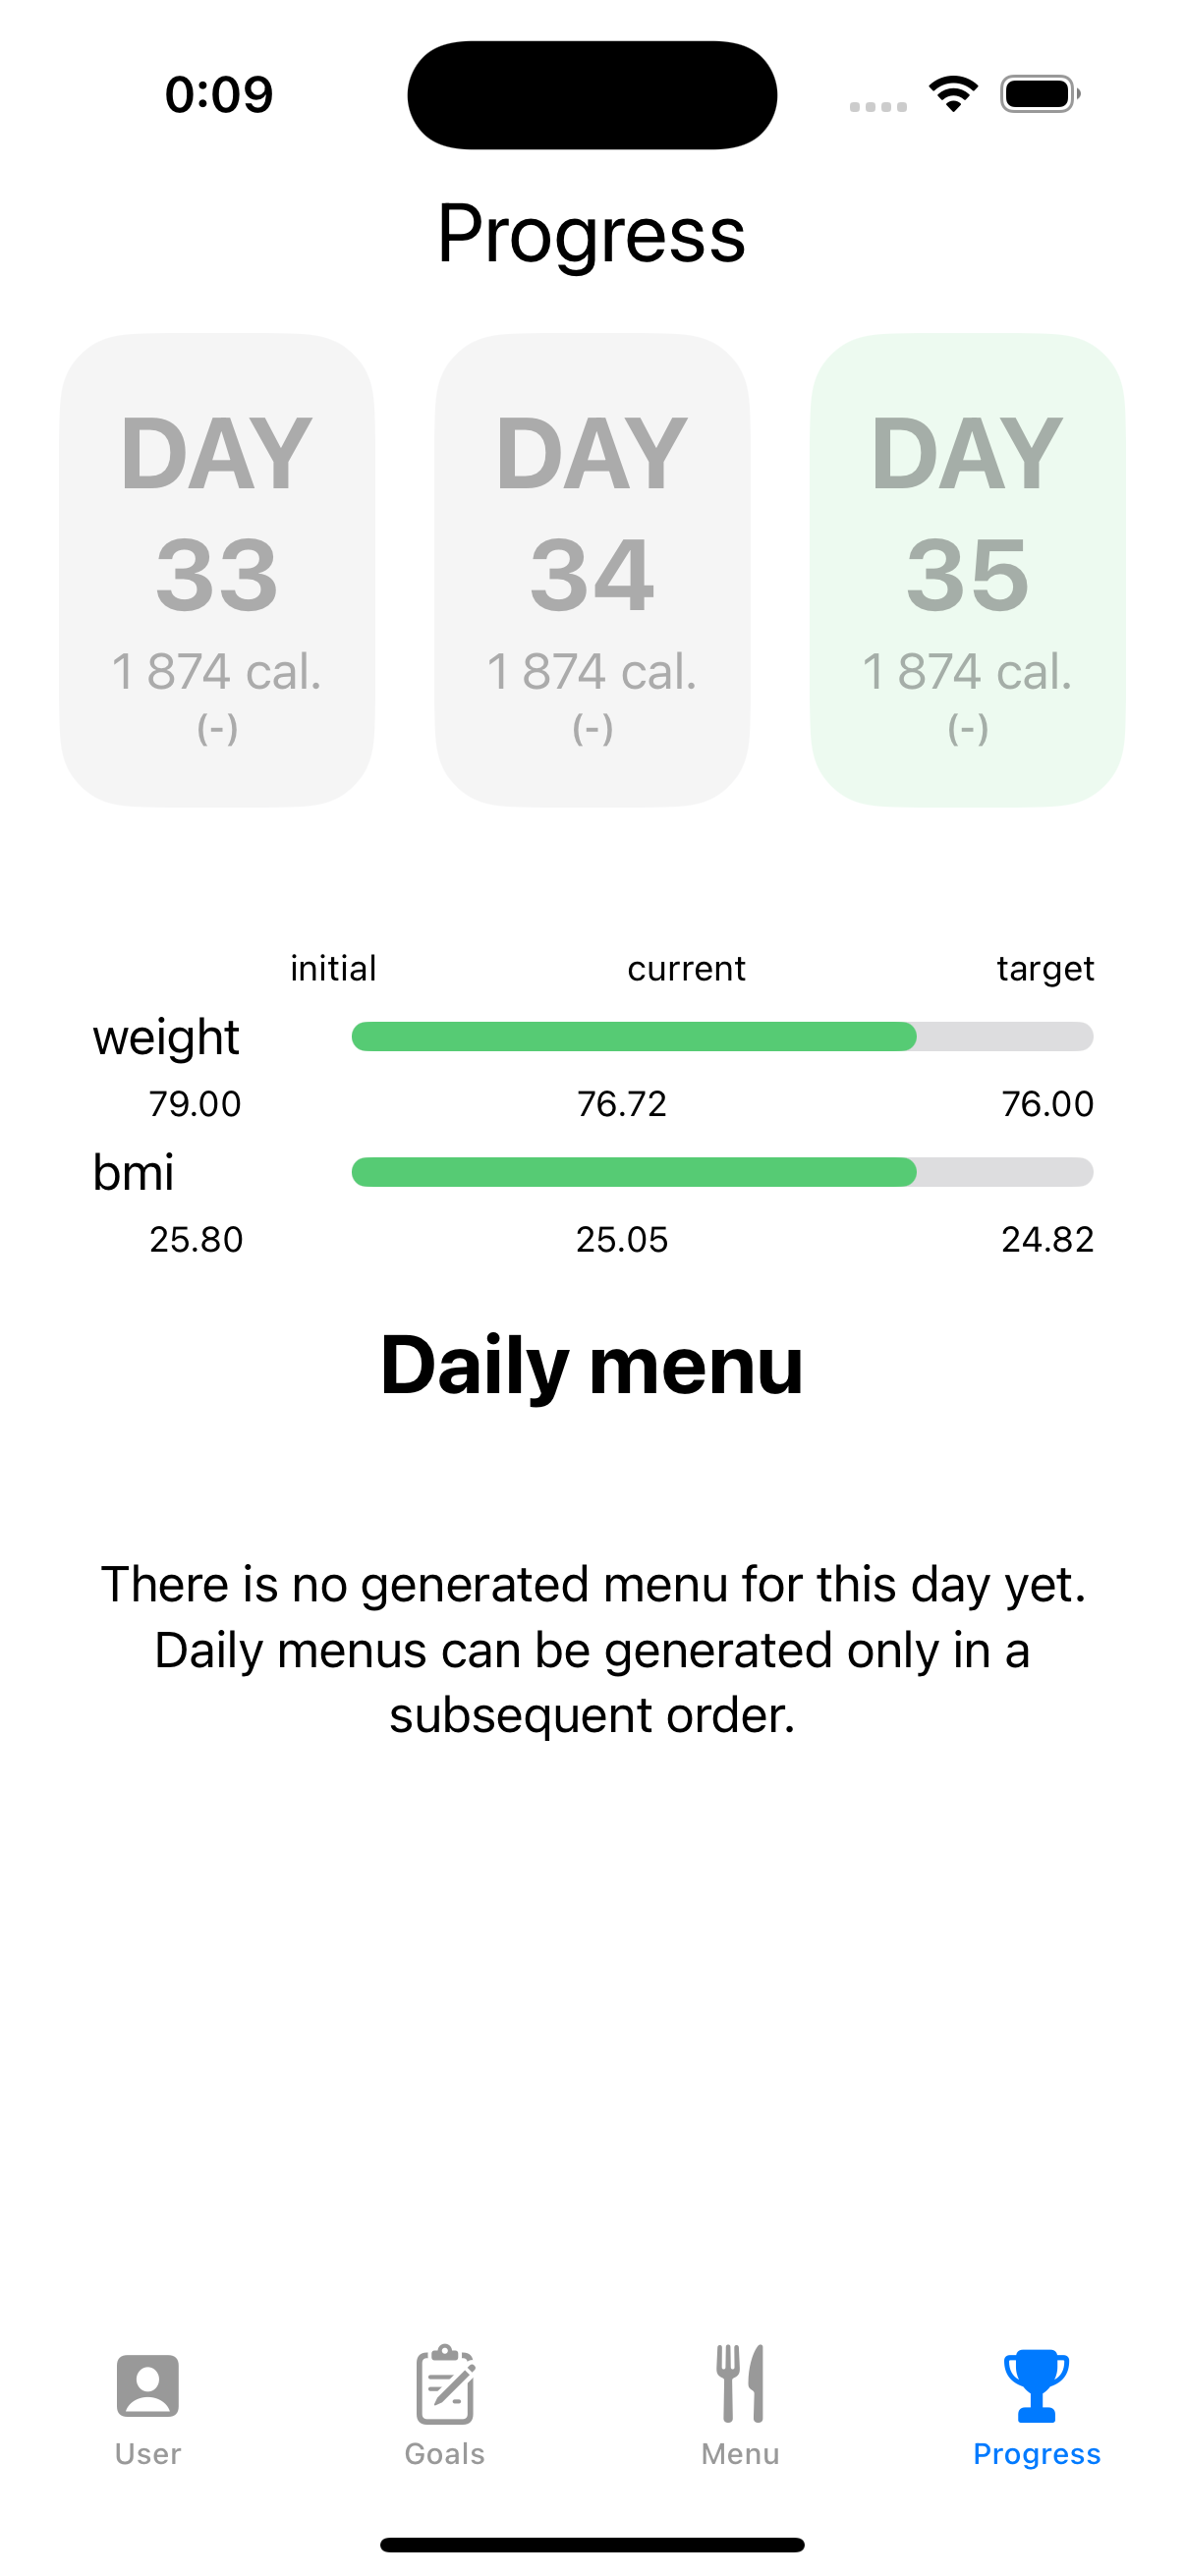 0:09
Progress
DAY
33
1 874 cal.
(-)
DAY
34
1 874 cal.
(-)
DAY
35
1 874 cal.
(-)
initial current target
weight
79.00 76.72 76.00
bmi
25.80 25.05 24.82
Daily menu
There is no generated menu for this day yet.
Daily menus can be generated only in a
subsequent order.
User Goals Menu Progress